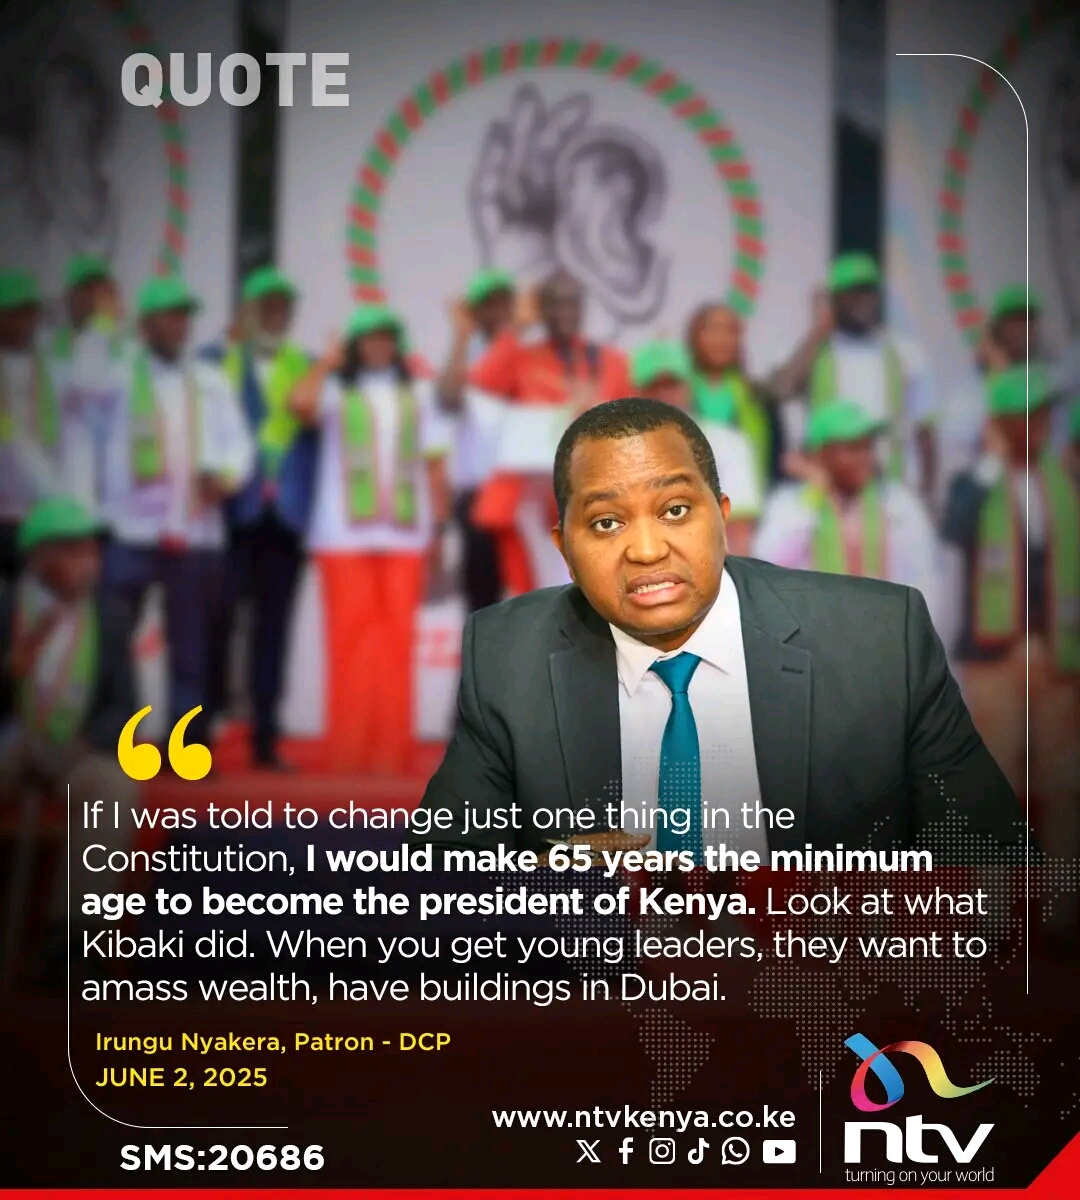 QUOTE
“
If I was told to change just one thing in the
Constitution, I would make 65 years the minimum
age to become the president of Kenya. Look at what
Kibaki did. When you get young leaders, they want to
amass wealth, have buildings in Dubai.
Irungu Nyakera, Patron - DCP
JUNE 2, 2025
www.ntvkenya.co.ke
SMS:20686
ntv
turning on your world